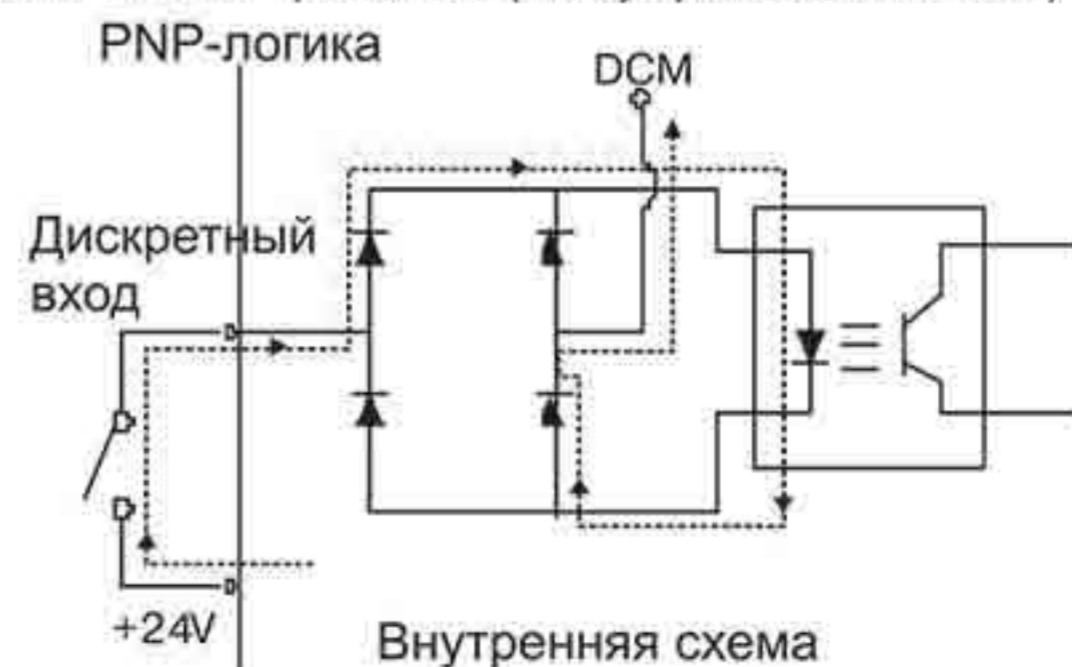 PNP-логика
DCM
Дискретный
вход
+24V
Внутренняя схема